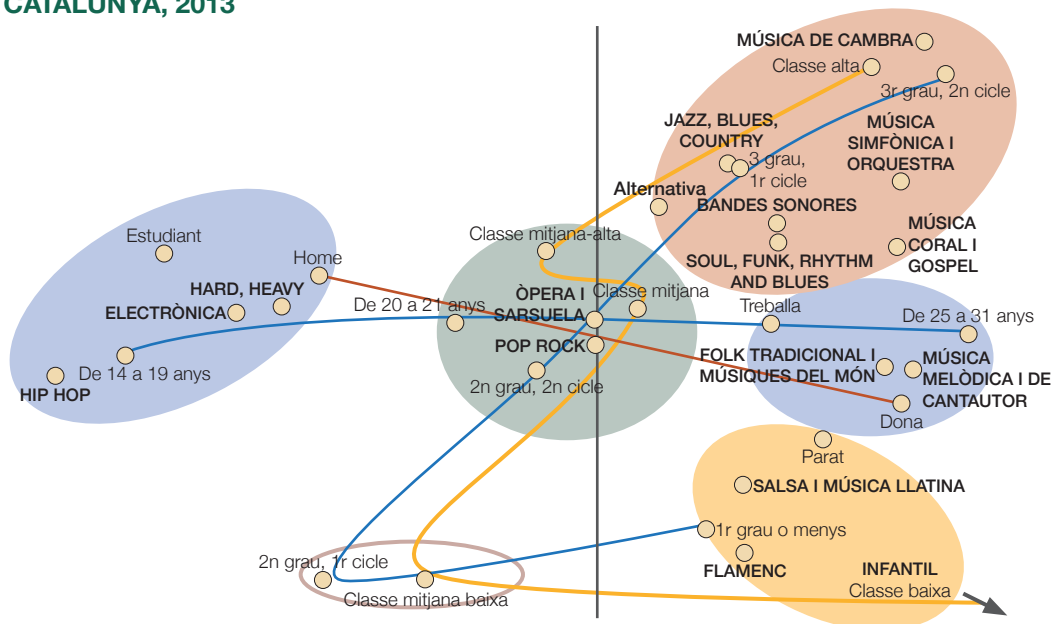 CATALUNYA, 2013
MÚSICA DE CAMBRA
Classe alta
3r grau, 2n cicle
JAZZ, BLUES,
COUNTRY
MÚSICA
SIMFÒNICA I
ORQUESTRA
3 grau,
1r cicle
Alternativa
BANDES SONORES
MÚSICA
CORAL I
GOSPEL
SOUL, FUNK, RHYTHM
AND BLUES
Estudiant
Home
Classe mitjana-alta
HARD, HEAVY
ELECTRÒNICA
De 20 a 21 anys
ÒPERA I
SARSUELA
Classe mitjana
Treballa
De 25 a 31 anys
POP ROCK
De 14 a 19 anys
HIP HOP
2n grau, 2n cicle
FOLK TRADICIONAL I
MÚSIQUES DEL MÓN
MÚSICA
MELÒDICA I DE
CANTAUTOR
Dona
Parat
SALSA I MÚSICA LLATINA
1r grau o menys
FLAMENC
INFANTIL
Classe baixa
2n grau, 1r cicle
Classe mitjana baixa